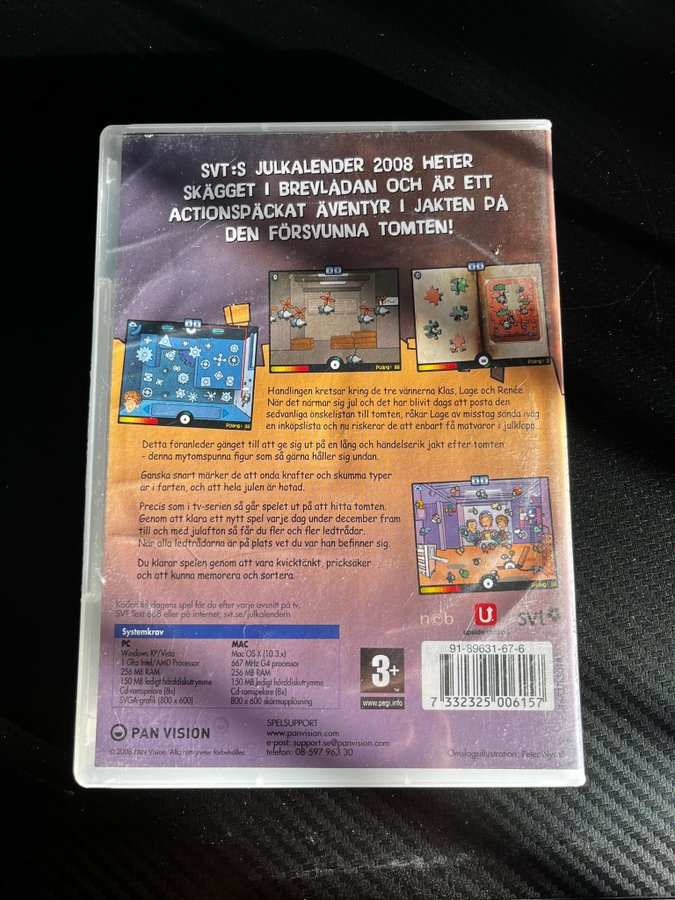 SVT:S JULKALENDER 2008 HETER
SKÄGGET I BREVLÅDAN OCH ÄR ETT
ACTIONSPÄCKAT ÄVENTYR I JAKTEN PÅ
DEN FÖRSVUNNA TOMTEN!
Handlingen kretsar kring de tre vännerna Klas, Lage och Renée.
När det närmar sig jul och det har blivit dags att posta den
sedvanliga önskelistan till tomten, råkar Lage av misstag sända iväg
en inköpslista och nu riskerar de att enbart få matvaror i julklapp...
Detta föranleder gänget till att ge sig ut på en lång och händelserik jakt efter tomten
- denna mytomspunna figur som så gärna håller sig undan.
Ganska snart märker de att onda krafter och skumma typer
är i farten, och att hela julen är hotad.
Precis som i tv-serien så går spelet ut på att hitta tomten.
Genom att klara ett nytt spel varje dag under december fram
till och med julafton så får du fler och fler ledtrådar.
När alla ledtrådarna är på plats vet du var han befinner sig.
Du klarar spelen genom att vara kvicktänkt, pricksäker
och att kunna memorera och sortera.
Koden till dagens spel får du efter varje avsnitt på tv,
SVT Text 668 eller på internet; svt.se/julkalendern
Systemkrav
PC
Windows XP/Vista
1 Ghz Intel/AMD Processor
256 MB RAM
150 MB ledigt hårddiskutrymme
Cd-romspelare (8x)
SVGA-grafik (800 x 600)
MAC
Mac OS X (10.3.x)
667 MHz G4 processor
256 MB RAM
150 MB ledigt hårddiskutrymme
Cd-romspelare (8x)
800 x 600 skärmupplösning
3+
www.pegi.info
ncb
U
upside
svt
91-89631-67-6
7 332325 006157
PAN VISION
© 2008 PAN Vision. Alla rättigheter förbehålles.
SPELSUPPORT
www.panvision.com
e-post: support.se@panvision.com
telefon: 08-597 963 30
Omslagsillustration: Peter